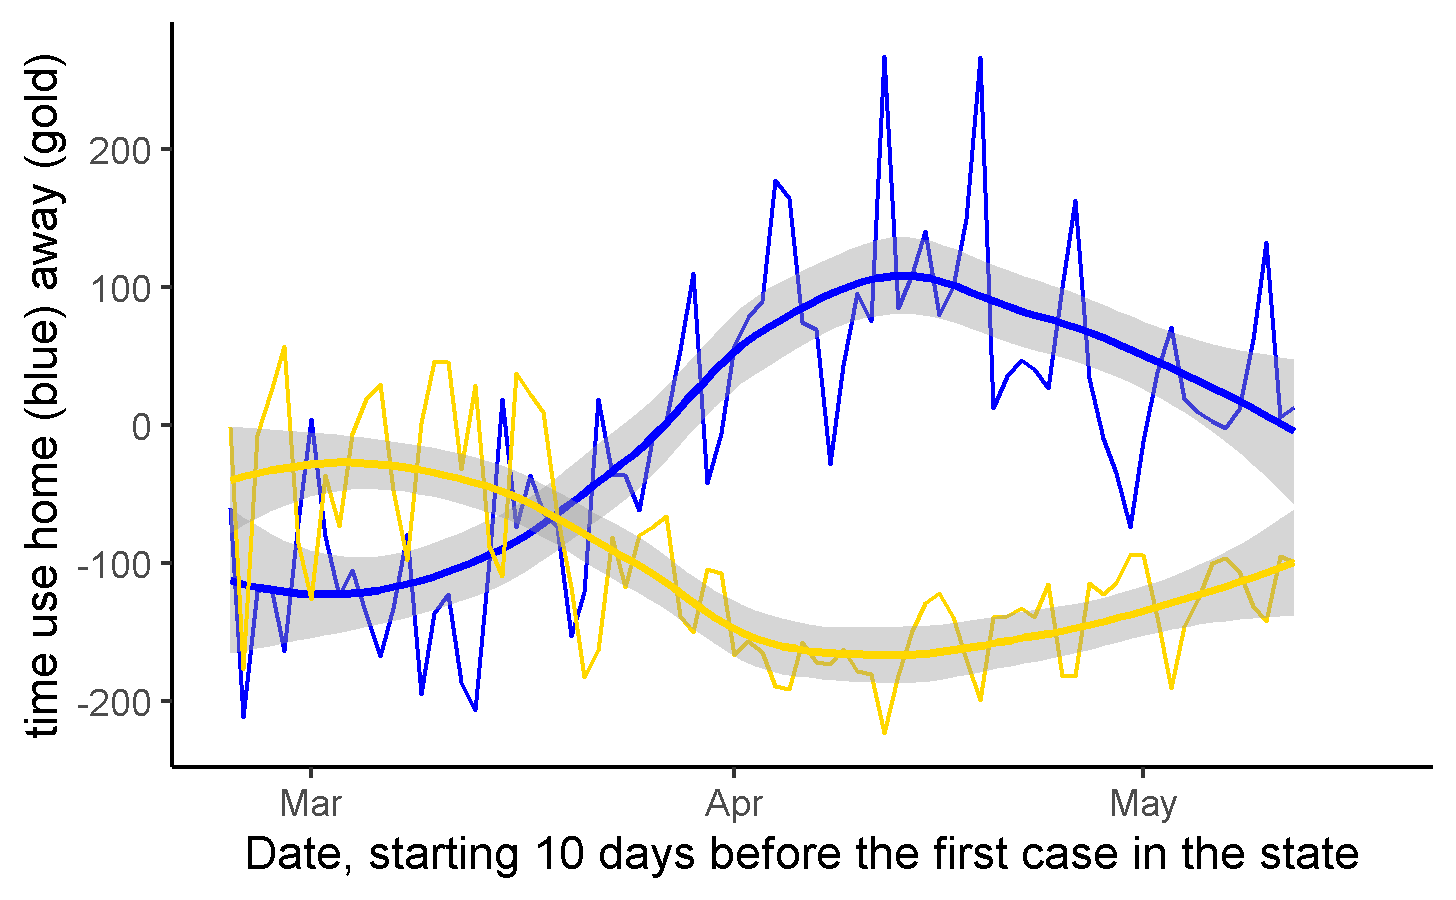 time use home (blue) away (gold)
200
100
0
-100
-200
Mar
Apr
May
Date, starting 10 days before the first case in the state